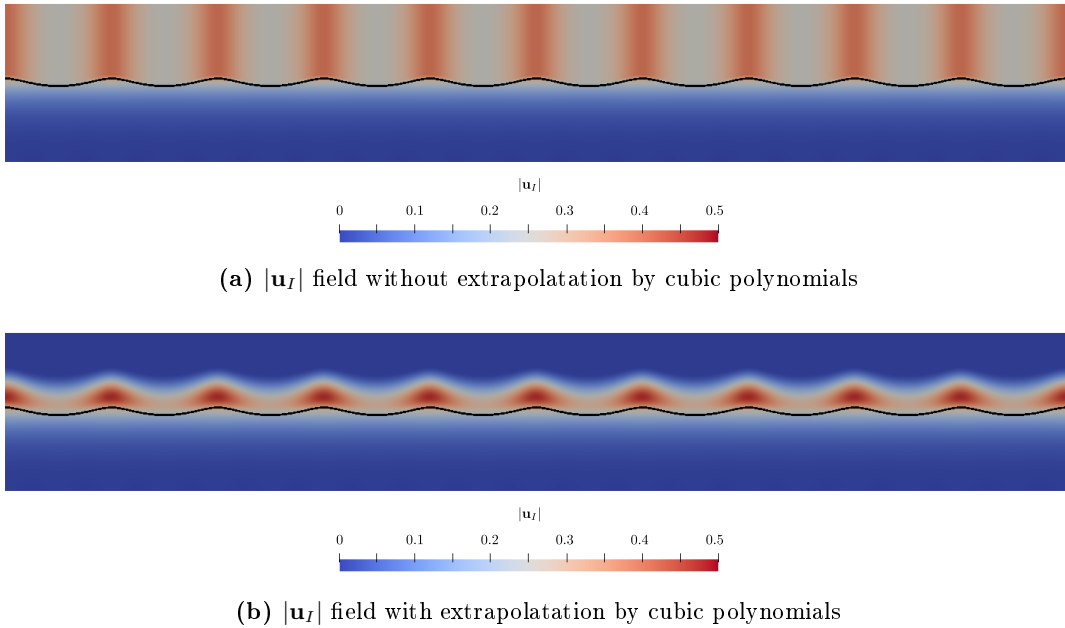 |u_I|
0 0.1 0.2 0.3 0.4 0.5
(a) |u_I| field without extrapolatation by cubic polynomials
|u_I|
0 0.1 0.2 0.3 0.4 0.5
(b) |u_I| field with extrapolatation by cubic polynomials